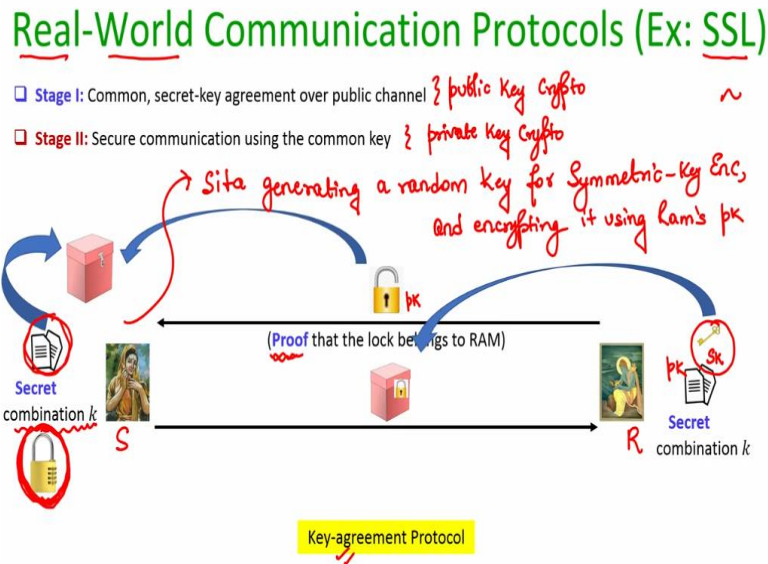 Real-World Communication Protocols (Ex: SSL)
Stage I: Common, secret-key agreement over public channel } public key Crypto
Stage II: Secure communication using the common key } private key Crypto
Sita generating a random key for Symmetric-Key Enc,
and encrypting it using Ram's pk
pk
(Proof that the lock belongs to RAM)
pk
Sk
Secret
combination k
S
R
Secret
combination k
Key-agreement Protocol